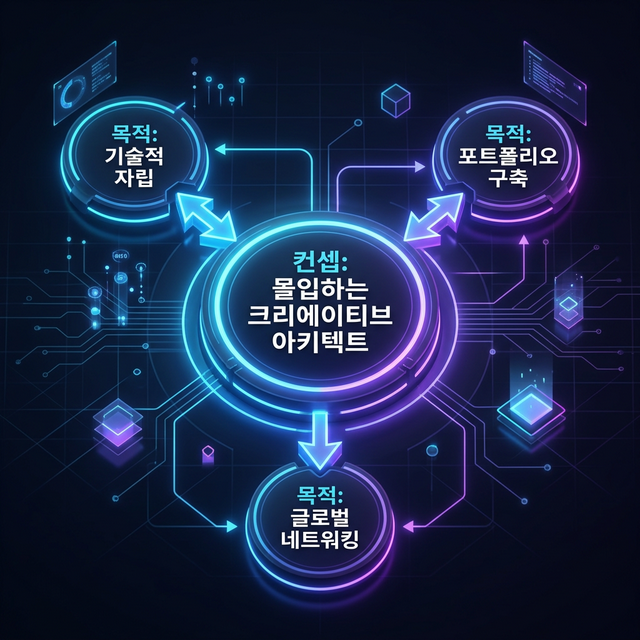 목적:
기술적
자립
목적:
포트폴리오
구축
컨셉:
몰입하는
크리에이티브
아키텍트
목적:
글로벌
네트워킹